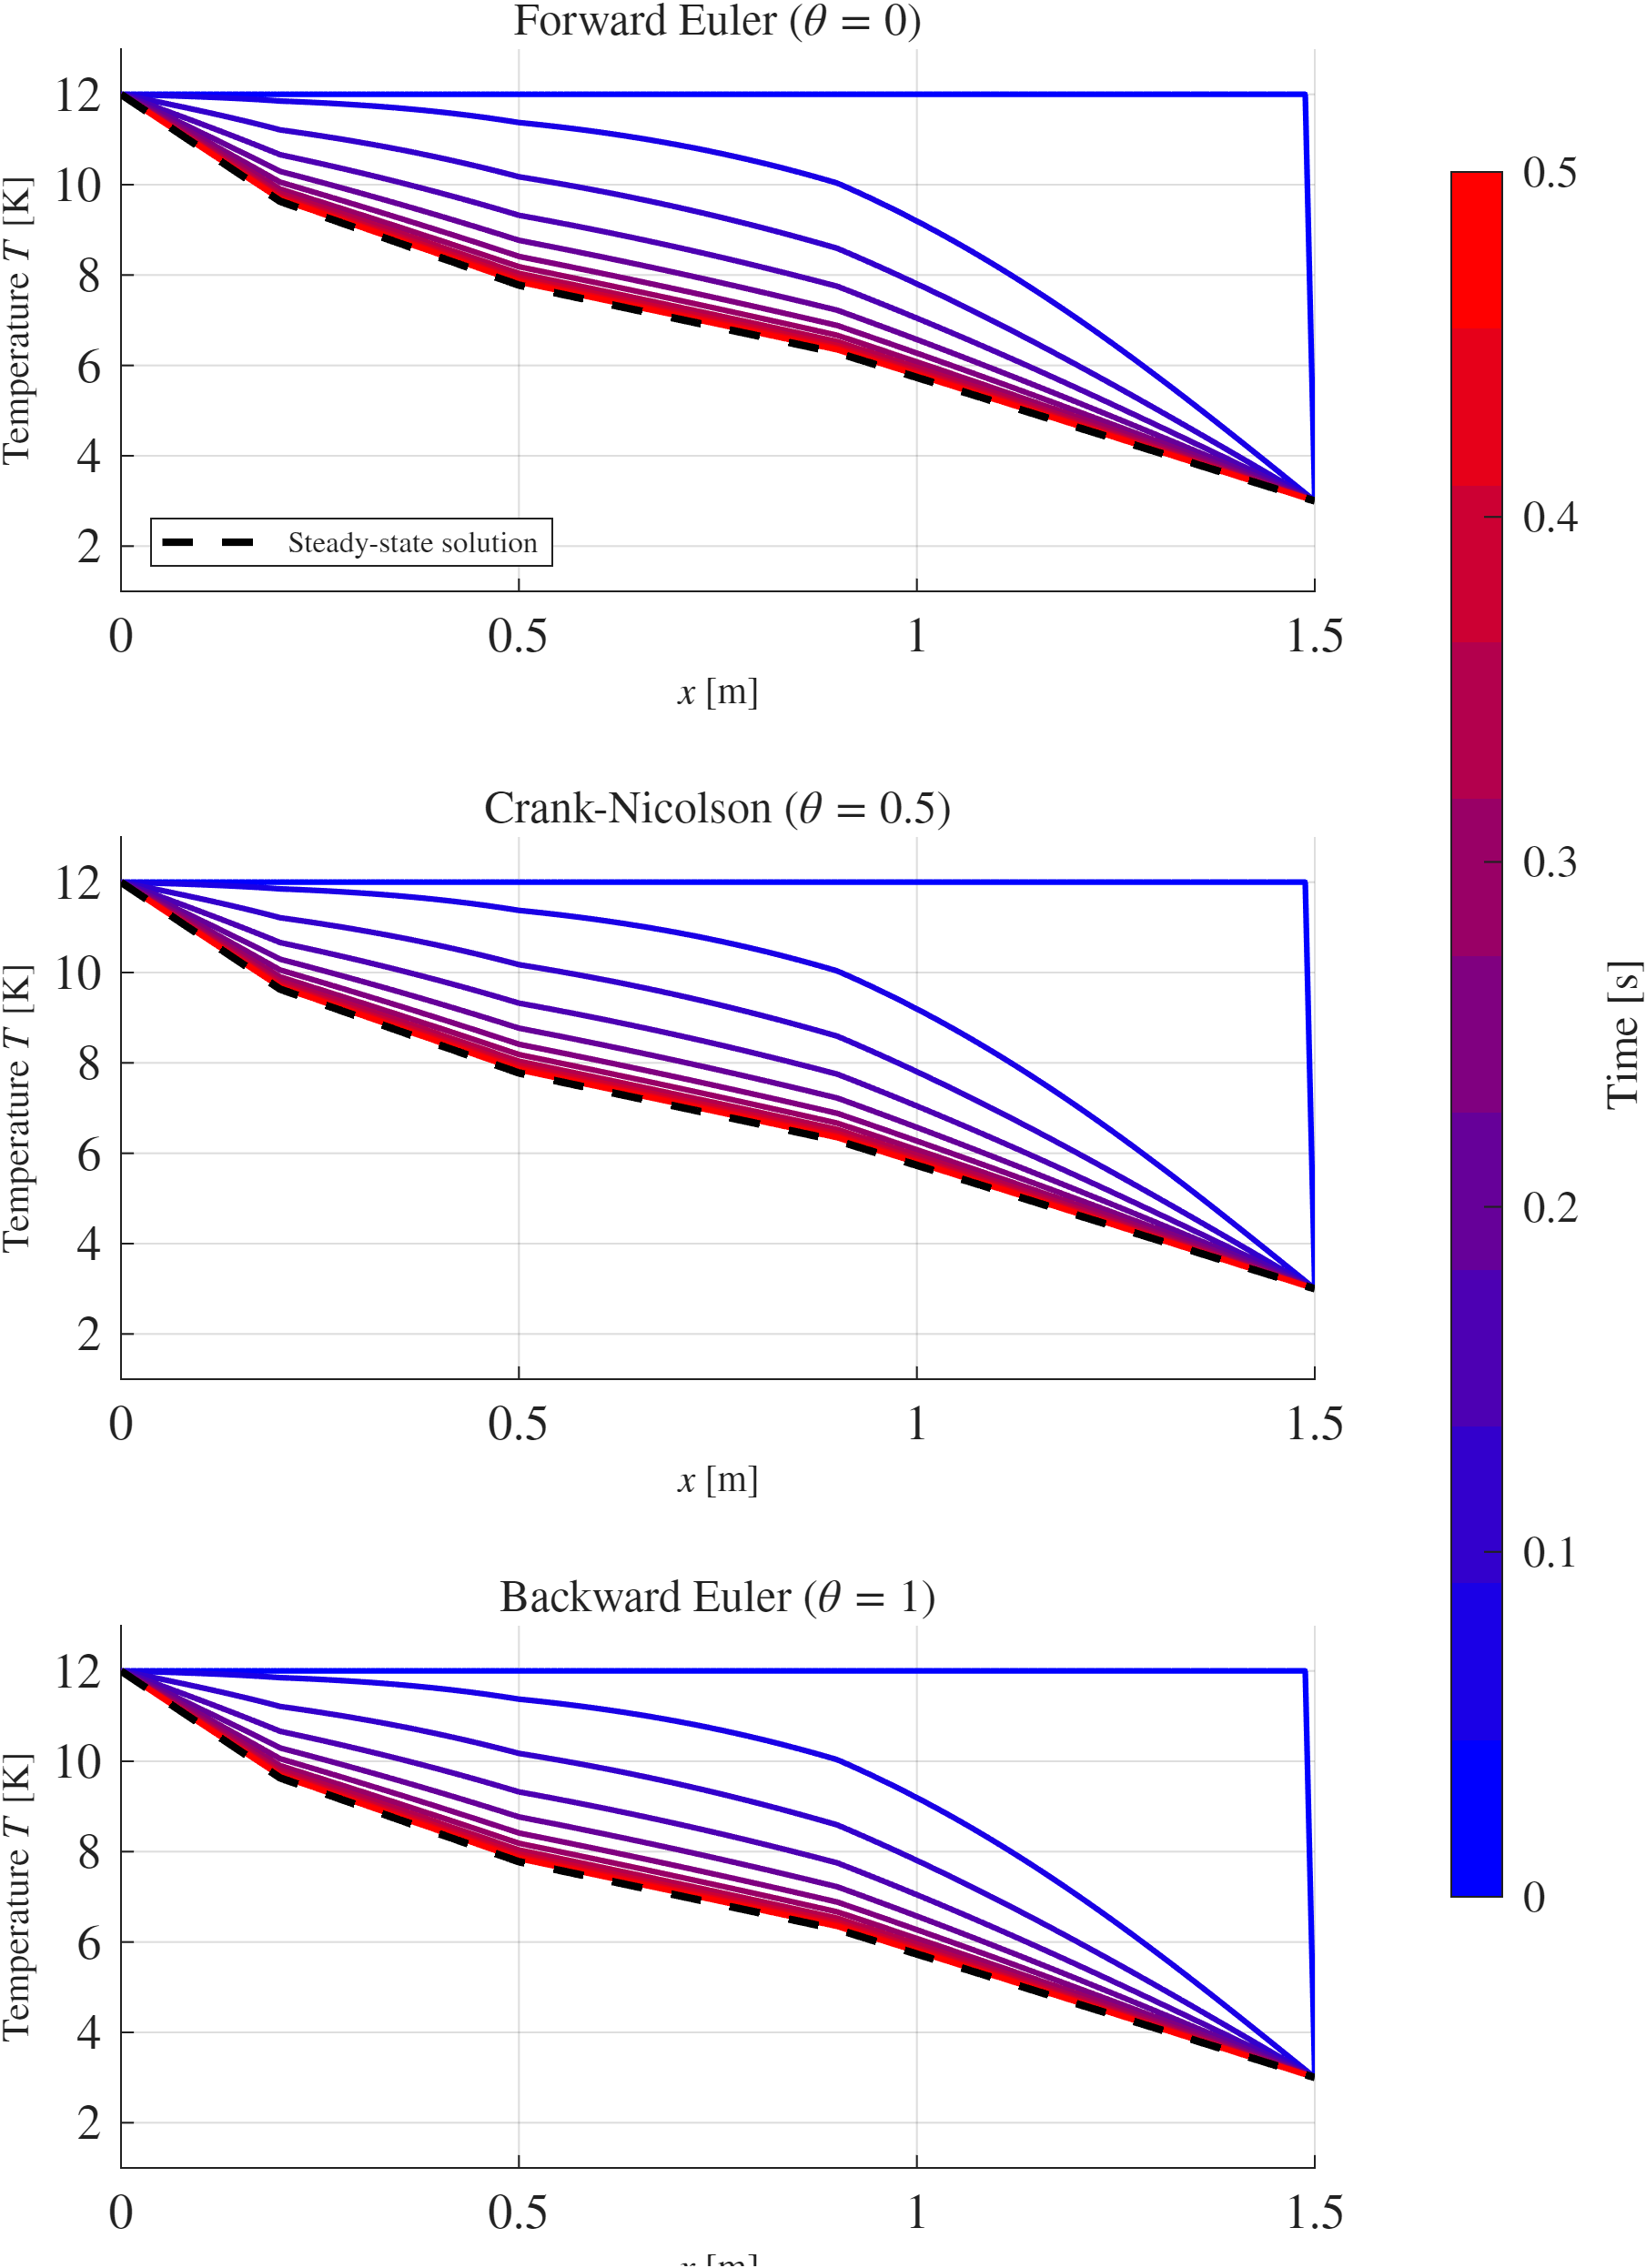 Forward Euler (θ = 0)
12
10
8
6
4
2
Temperature T [K]
Steady-state solution
0 0.5 1 1.5
x [m]
Crank-Nicolson (θ = 0.5)
12
10
8
6
4
2
Temperature T [K]
0 0.5 1 1.5
x [m]
Backward Euler (θ = 1)
12
10
8
6
4
2
Temperature T [K]
0 0.5 1 1.5
x [m]
0.5
0.4
0.3
0.2
0.1
0
Time [s]